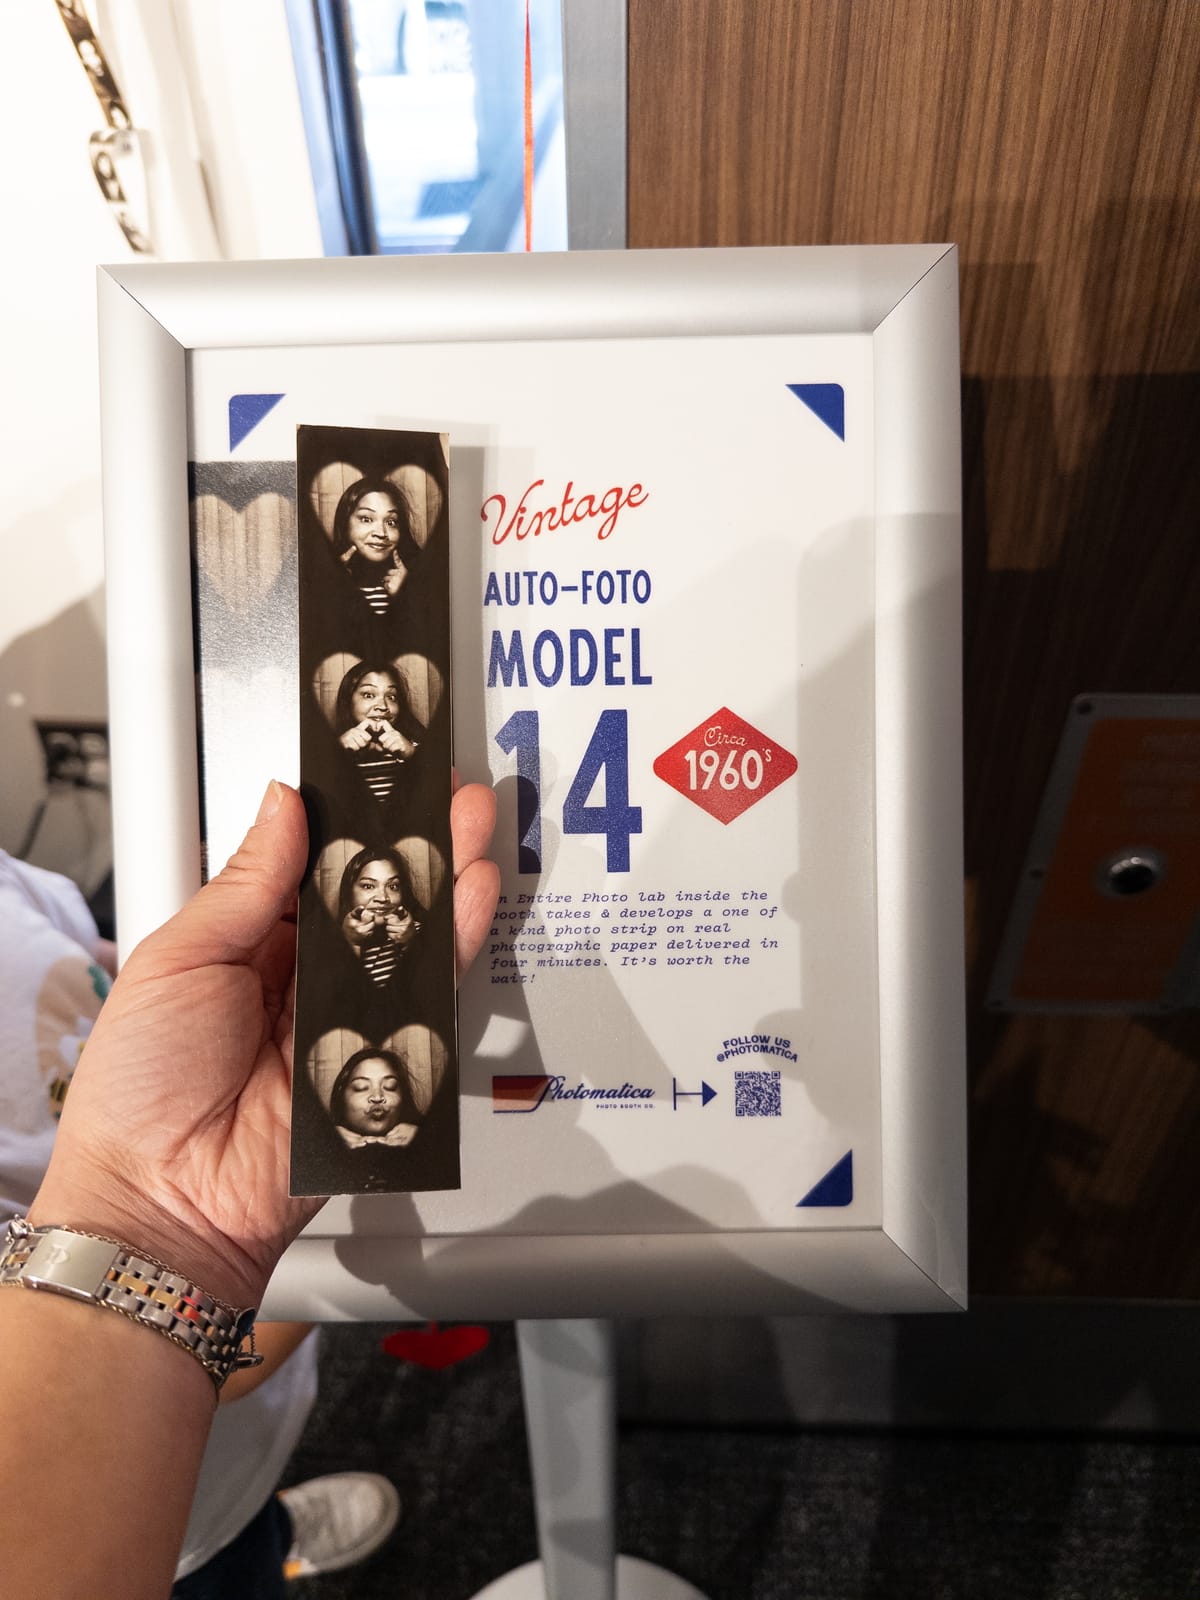 Vintage
AUTO-FOTO
MODEL
14
Circa
1960's
n Entire Photo lab inside the
booth takes & develops a one of
a kind photo strip on real
photographic paper delivered in
four minutes. It's worth the
wait!
FOLLOW US
@PHOTOMATICA
Photomatica
PHOTO BOOTH CO.